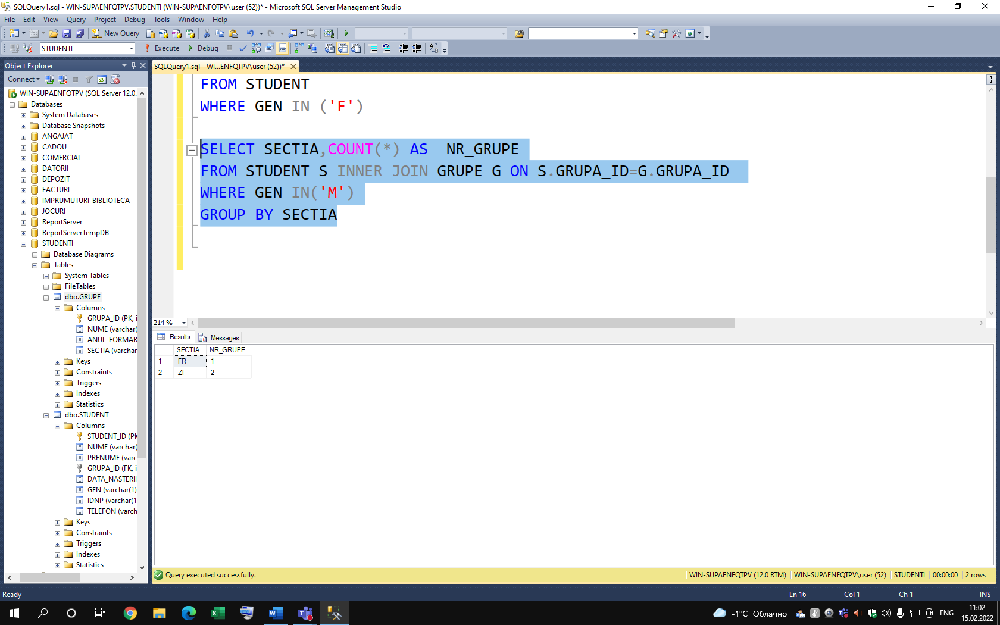 SQLQuery1.sql - WIN-SUPAENFQTPV.STUDENTI (WIN-SUPAENFQTPV\user (52))* - Microsoft SQL Server Management Studio
File Edit View Query Project Debug Tools Window Help
New Query
STUDENTI Execute Debug
Object Explorer
Connect
WIN-SUPAENFQTPV (SQL Server 12.0.
Databases
System Databases
Database Snapshots
ANGAJAT
CADOU
COMERCIAL
DATORII
DEPOZIT
FACTURI
IMPRUMUTURI_BIBLIOTECA
JOCURI
ReportServer
ReportServerTempDB
STUDENTI
Database Diagrams
Tables
System Tables
FileTables
dbo.GRUPE
Columns
GRUPA_ID (PK, i
NUME (varchar(
ANUL_FORMAR
SECTIA (varchar
Keys
Constraints
Triggers
Indexes
Statistics
dbo.STUDENT
Columns
STUDENT_ID (PK
NUME (varchar(
PRENUME (varc
GRUPA_ID (FK, i
DATA_NASTERII
GEN (varchar(1)
IDNP (varchar(1
TELEFON (varch
Keys
Constraints
Triggers
Indexes
Statistics
SQLQuery1.sql - WI...ENFQTPV\user (52))*
FROM STUDENT
WHERE GEN IN ('F')
SELECT SECTIA,COUNT(*) AS  NR_GRUPE
FROM STUDENT S INNER JOIN GRUPE G ON S.GRUPA_ID=G.GRUPA_ID
WHERE GEN IN('M')
GROUP BY SECTIA
214 %
Results Messages
SECTIA NR_GRUPE
1 FR 1
2 ZI 2
Query executed successfully. WIN-SUPAENFQTPV (12.0 RTM) WIN-SUPAENFQTPV\user (52) STUDENTI 00:00:00 2 rows
Ready Ln 16 Col 1 Ch 1 INS
-1°C Облачно ENG 11:02
15.02.2022